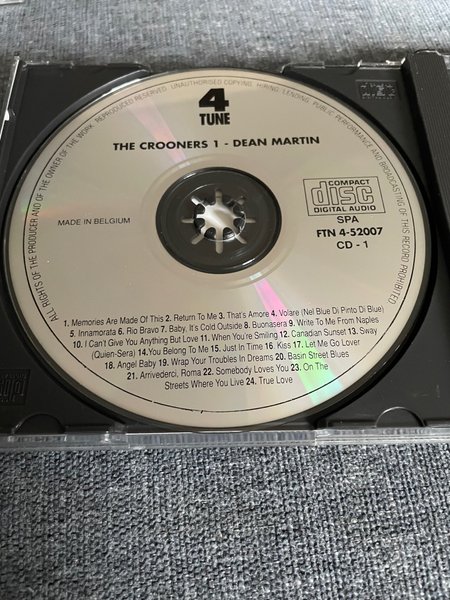 ALL RIGHTS OF THE PRODUCER AND OF THE OWNER OF THE WORK REPRODUCED RESERVED. UNAUTHORISED COPYING, HIRING, LENDING, PUBLIC PERFORMANCE AND BROADCASTING OF THIS RECORD PROHIBITED
4
TUNE
THE CROONERS 1 - DEAN MARTIN
MADE IN BELGIUM
COMPACT
disc
DIGITAL AUDIO
SPA
FTN 4-52007
CD - 1
1. Memories Are Made Of This 2. Return To Me 3. That's Amore 4. Volare (Nel Blue Di Pinto Di Blue)
5. Innamorata 6. Rio Bravo 7. Baby, It's Cold Outside 8. Buonasera 9. Write To Me From Naples
10. I Can't Give You Anything But Love 11. When You're Smiling 12. Canadian Sunset 13. Sway
(Quien-Sera) 14. You Belong To Me 15. Just In Time 16. Kiss 17. Let Me Go Lover
18. Angel Baby 19. Wrap Your Troubles In Dreams 20. Basin Street Blues
21. Arrivederci, Roma 22. Somebody Loves You 23. On The
Streets Where You Live 24. True Love